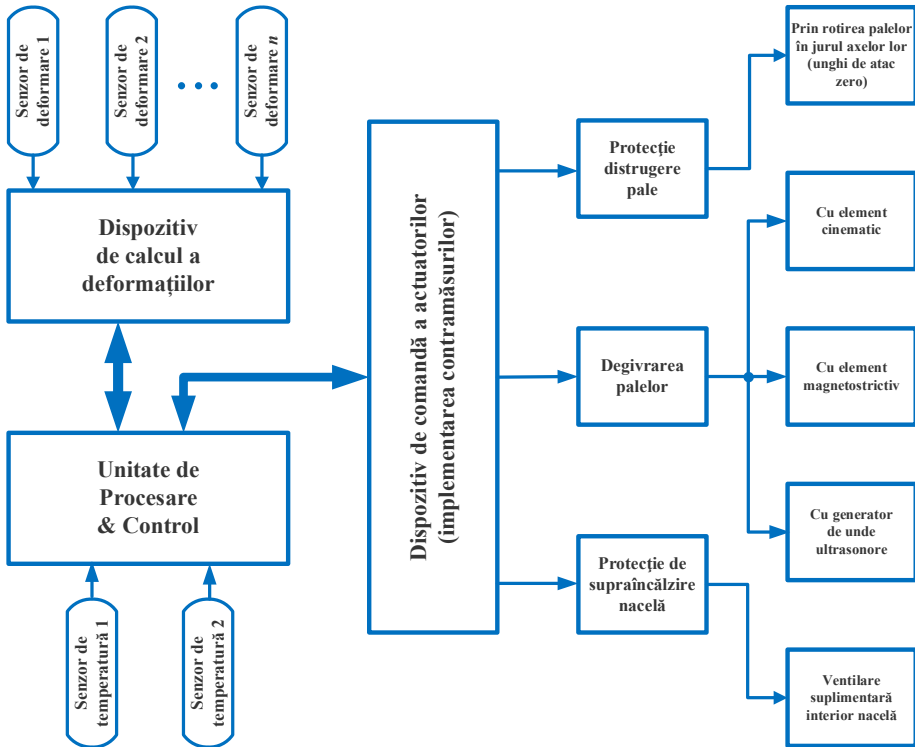 Senzor de
deformare 1
Senzor de
deformare 2
• • •
Senzor de
deformare n
Dispozitiv
de calcul a
deformațiilor
Unitate de
Procesare
& Control
Senzor de
temperatură 1
Senzor de
temperatură 2
Dispozitiv de comandă a actuatorilor
(implementarea contramăsurilor)
Protecţie
distrugere
pale
Degivrarea
palelor
Protecţie de
supraîncălzire
nacelă
Prin rotirea palelor
în jurul axelor lor
(unghi de atac
zero)
Cu element
cinematic
Cu element
magnetostrictiv
Cu generator
de unde
ultrasonore
Ventilare
suplimentară
interior nacelă